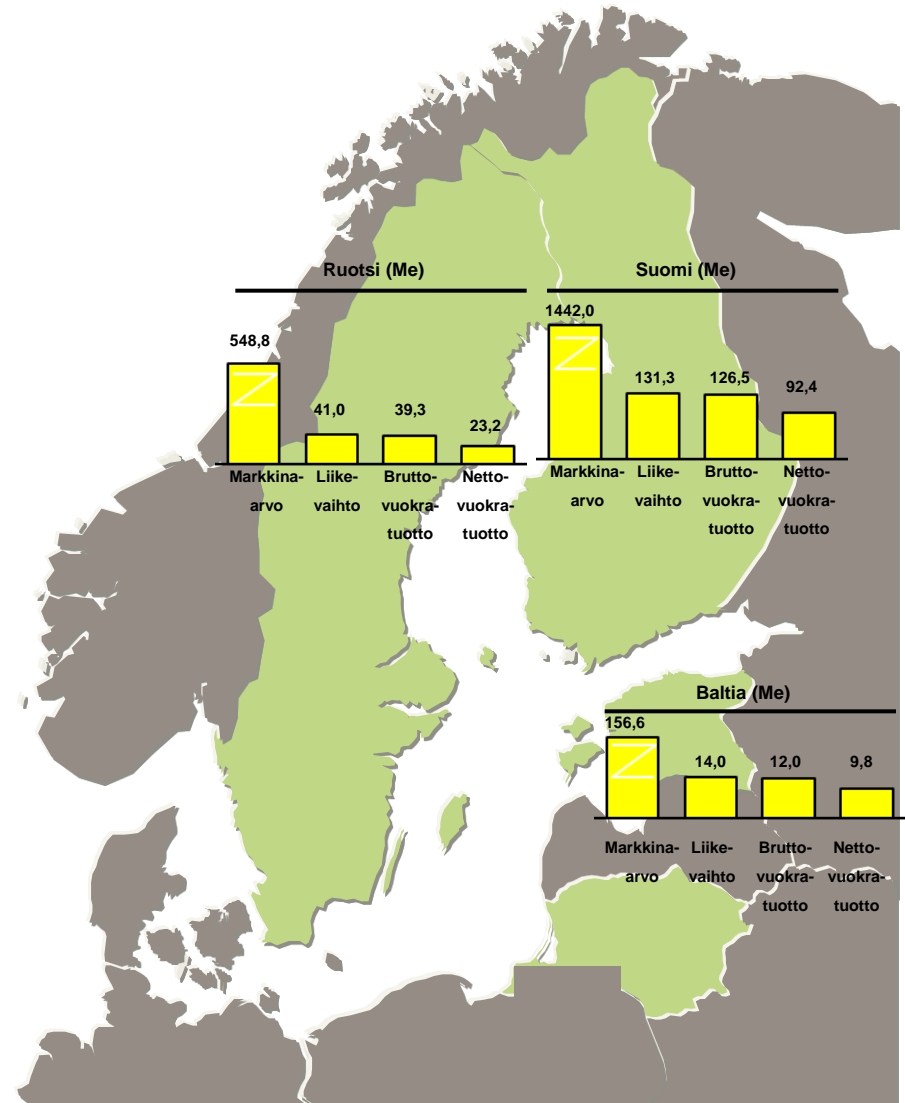 Ruotsi (Me)
548,8
41,0
39,3
23,2
Markkina-
arvo
Liike-
vaihto
Brutto-
vuokra-
tuotto
Netto-
vuokra-
tuotto
Suomi (Me)
1442,0
131,3
126,5
92,4
Markkina-
arvo
Liike-
vaihto
Brutto-
vuokra-
tuotto
Netto-
vuokra-
tuotto
Baltia (Me)
156,6
14,0
12,0
9,8
Markkina-
arvo
Liike-
vaihto
Brutto-
vuokra-
tuotto
Netto-
vuokra-
tuotto